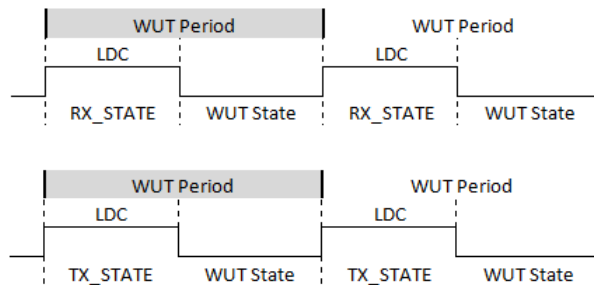 WUT Period WUT Period
LDC LDC
RX_STATE WUT State RX_STATE WUT State
WUT Period WUT Period
LDC LDC
TX_STATE WUT State TX_STATE WUT State